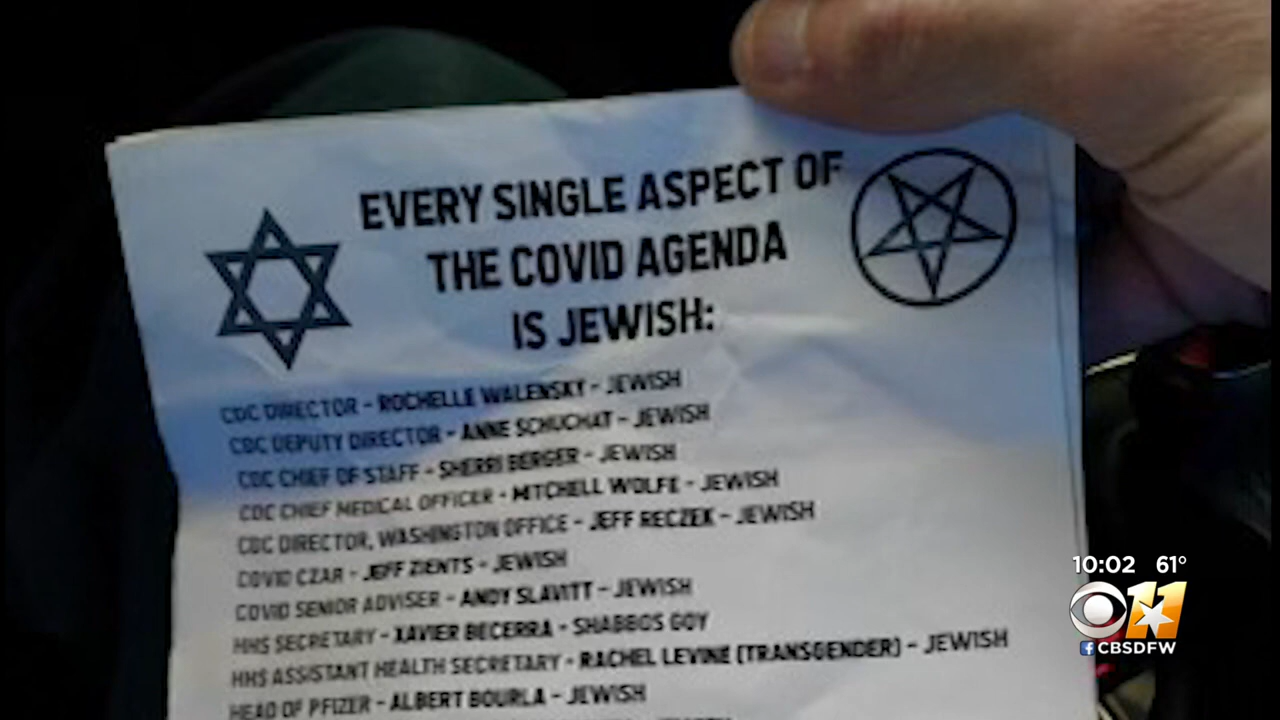 EVERY SINGLE ASPECT OF
THE COVID AGENDA
IS JEWISH:
CDC DIRECTOR - ROCHELLE WALENSKY - JEWISH
CDC DEPUTY DIRECTOR - ANNE SCHUCHAT - JEWISH
CDC CHIEF OF STAFF - SHERRI BERGER - JEWISH
CDC CHIEF MEDICAL OFFICER - MITCHELL WOLFE - JEWISH
CDC DIRECTOR, WASHINGTON OFFICE - JEFF RECZEK - JEWISH
COVID CZAR - JEFF ZIENTS - JEWISH
COVID SENIOR ADVISER - ANDY SLAVITT - JEWISH
HHS SECRETARY - XAVIER BECERRA - SHABBOS GOY
HHS ASSISTANT HEALTH SECRETARY - RACHEL LEVINE (TRANSGENDER) - JEWISH
HEAD OF PFIZER - ALBERT BOURLA - JEWISH
10:02 61°
11
CBSDFW